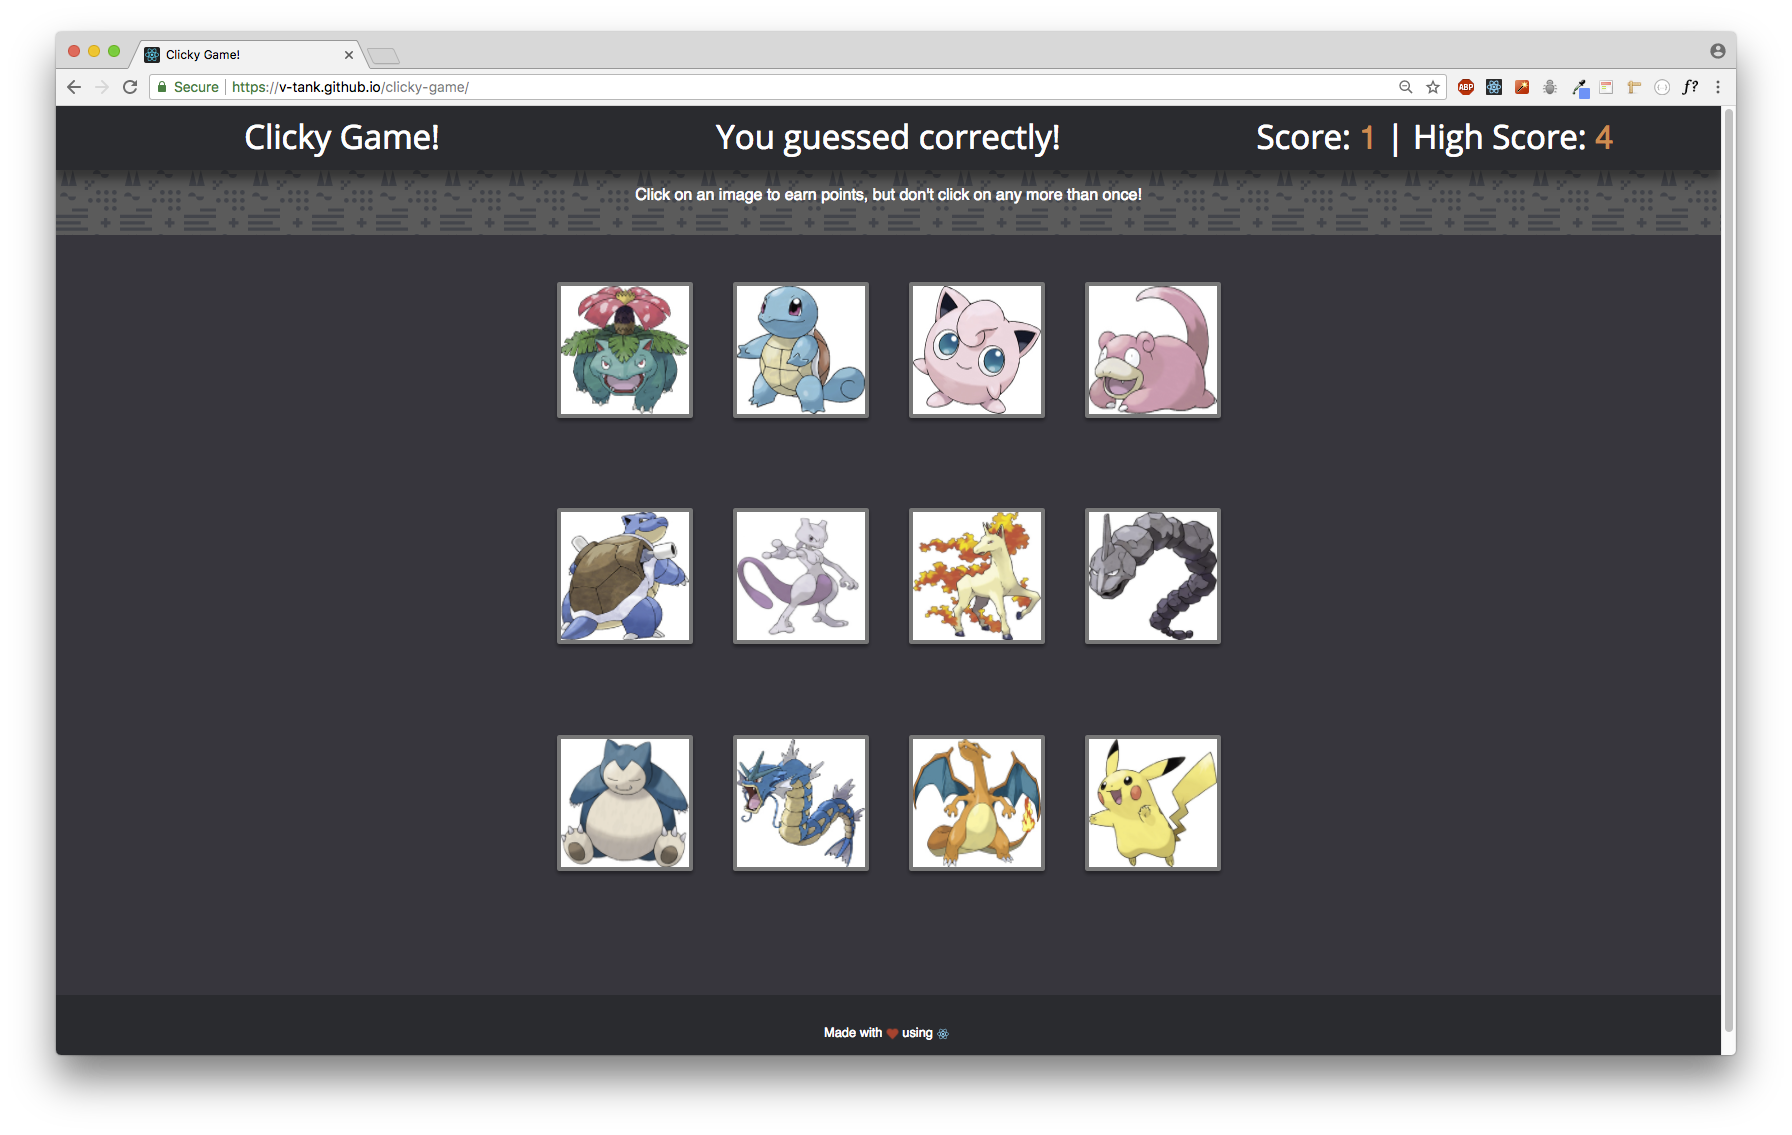 Clicky Game!
Secure https://v-tank.github.io/clicky-game/
ABP
f?
Clicky Game!
You guessed correctly!
Score: 1 | High Score: 4
Click on an image to earn points, but don't click on any more than once!
Made with ❤ using